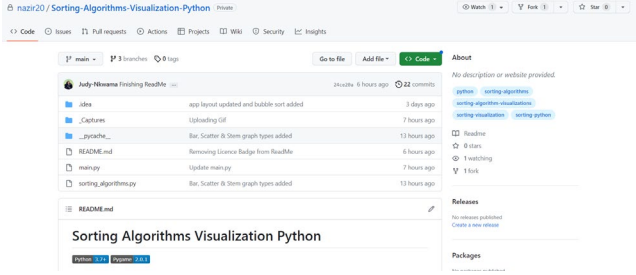 nazir20 / Sorting-Algorithms-Visualization-Python Private
Watch 1 Fork 1 Star 0
<> Code Issues Pull requests Actions Projects Wiki Security Insights
main 3 branches 0 tags Go to file Add file Code
Judy-Nkwama Finishing ReadMe ... 6 hours ago 22 commits
.idea app layout updated and bubble sort added 3 days ago
_Captures Uploading Gif 7 hours ago
__pycache__ Bar, Scatter & Stem graph types added 13 hours ago
README.md Removing Licence Badge from ReadMe 6 hours ago
main.py Update main.py 7 hours ago
sorting_algorithms.py Bar, Scatter & Stem graph types added 13 hours ago
README.md
Sorting Algorithms Visualization Python
Python 3.7+ Pygame 2.0.1
About
No description or website provided.
python sorting-algorithms
sorting-algorithm-visualizations
sorting-visualization sorting-python
Readme
0 stars
1 watching
1 fork
Releases
No releases published
Create a new release
Packages